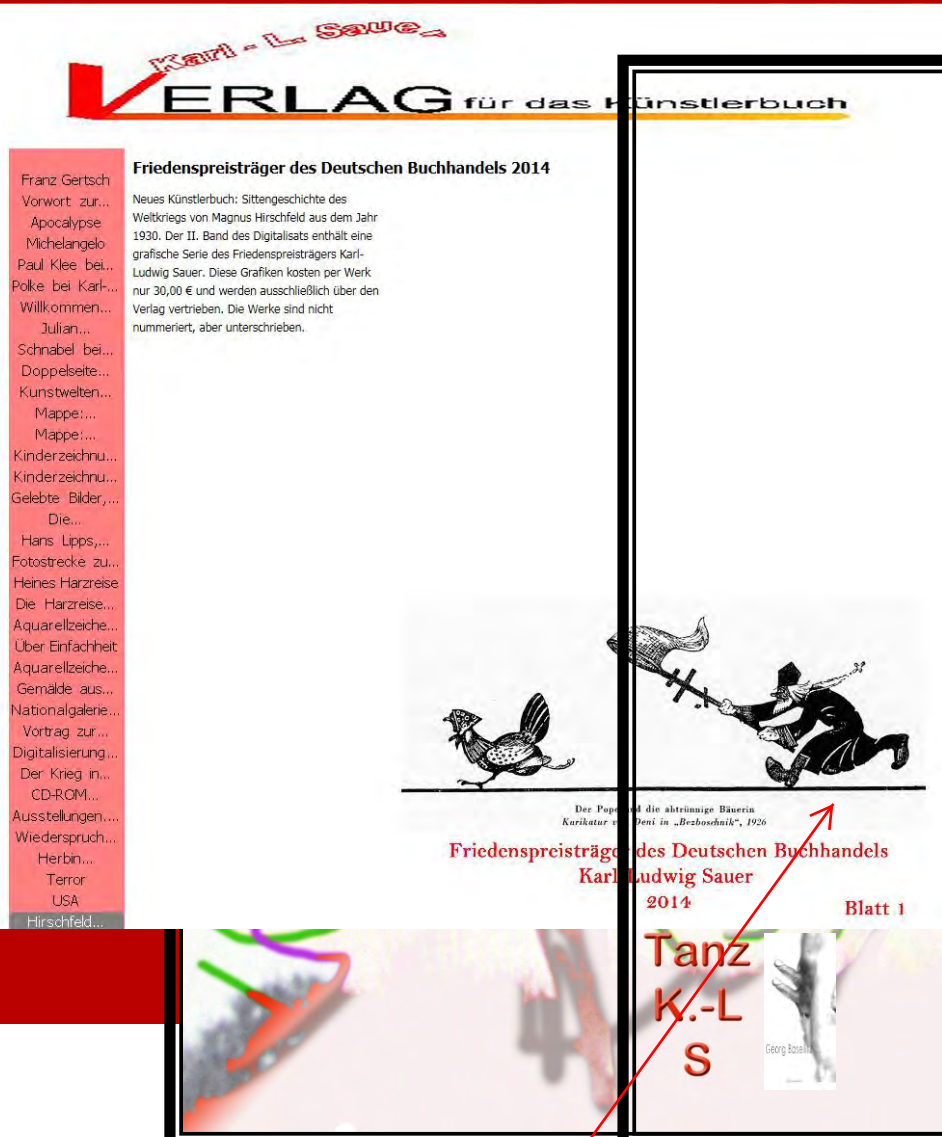 Karl - L. Sauer
VERLAG für das Künstlerbuch
Franz Gertsch
Vorwort zur...
Apocalypse
Michelangelo
Paul Klee bei...
Polke bei Karl-...
Willkommen...
Julian...
Schnabel bei...
Doppelseite...
Kunstwelten...
Mappe:...
Mappe:...
Kinderzeichnu...
Kinderzeichnu...
Gelebte Bilder,...
Die...
Hans Lipps,...
Fotostrecke zu...
Heines Harzreise
Die Harzreise...
Aquarellzeiche...
Über Einfachheit
Aquarellzeiche...
Gemälde aus...
Nationalgalerie...
Vortrag zur...
Digitalisierung...
Der Krieg in...
CD-ROM...
Ausstellungen,...
Wiederspruch...
Herbin...
Terror
USA
Hirschfeld...
Friedenspreisträger des Deutschen Buchhandels 2014
Neues Künstlerbuch: Sittengeschichte des
Weltkriegs von Magnus Hirschfeld aus dem Jahr
1930. Der II. Band des Digitalisats enthält eine
grafische Serie des Friedenspreisträgers Karl-
Ludwig Sauer. Diese Grafiken kosten per Werk
nur 30,00 € und werden ausschließlich über den
Verlag vertrieben. Die Werke sind nicht
nummeriert, aber unterschrieben.
Der Pope und die abtrünnige Bäuerin
Karikatur von Deni in „Bezboschnik", 1926
Friedenspreisträger des Deutschen Buchhandels
Karl Ludwig Sauer
2014
Blatt 1
Tanz
K.-L
S
Georg